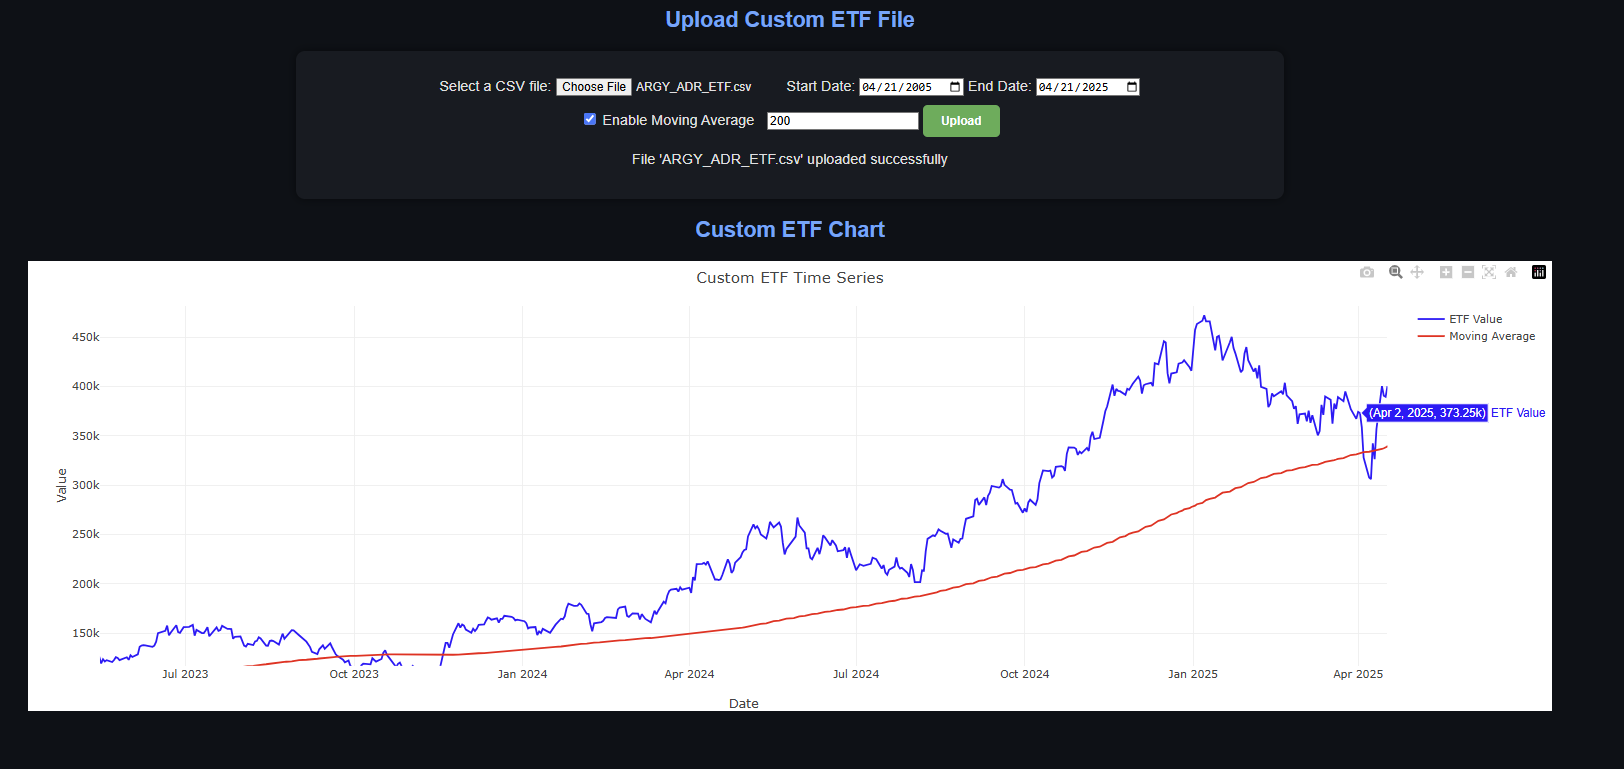 Upload Custom ETF File
Select a CSV file: Choose File ARGY_ADR_ETF.csv Start Date: 04/21/2005 End Date: 04/21/2025
Enable Moving Average 200 Upload
File 'ARGY_ADR_ETF.csv' uploaded successfully
Custom ETF Chart
Custom ETF Time Series
ETF Value
Moving Average
450k
400k
(Apr 2, 2025, 373.25k) ETF Value
350k
300k
250k
200k
150k
Value
Jul 2023 Oct 2023 Jan 2024 Apr 2024 Jul 2024 Oct 2024 Jan 2025 Apr 2025
Date